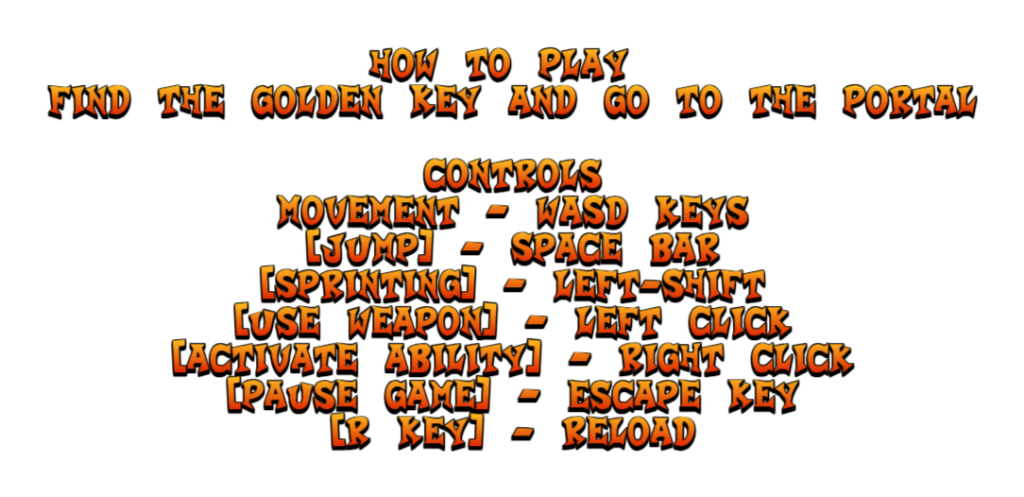 HOW TO PLAY
FIND THE GOLDEN KEY AND GO TO THE PORTAL
CONTROLS
MOVEMENT - WASD KEYS
[JUMP] - SPACE BAR
[SPRINTING] - LEFT-SHIFT
[USE WEAPON] - LEFT CLICK
[ACTIVATE ABILITY] - RIGHT CLICK
[PAUSE GAME] - ESCAPE KEY
[R KEY] - RELOAD